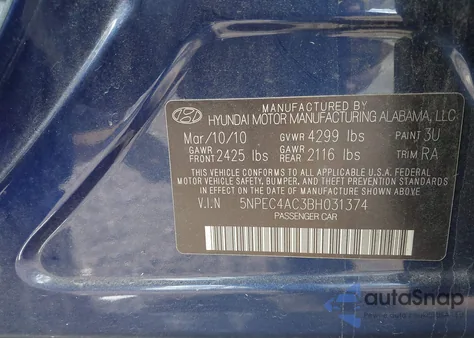 MANUFACTURED BY
HYUNDAI MOTOR MANUFACTURING ALABAMA, LLC
Mar/10/10 GVWR 4299 lbs PAINT 3U
GAWR FRONT 2425 lbs GAWR REAR 2116 lbs TRIM RA
THIS VEHICLE CONFORMS TO ALL APPLICABLE U.S.A. FEDERAL
MOTOR VEHICLE SAFETY, BUMPER, AND THEFT PREVENTION STANDARDS
IN EFFECT ON THE DATE OF MANUFACTURE SHOWN ABOVE.
V.I.N 5NPEC4AC3BH031374
PASSENGER CAR
autoSnap